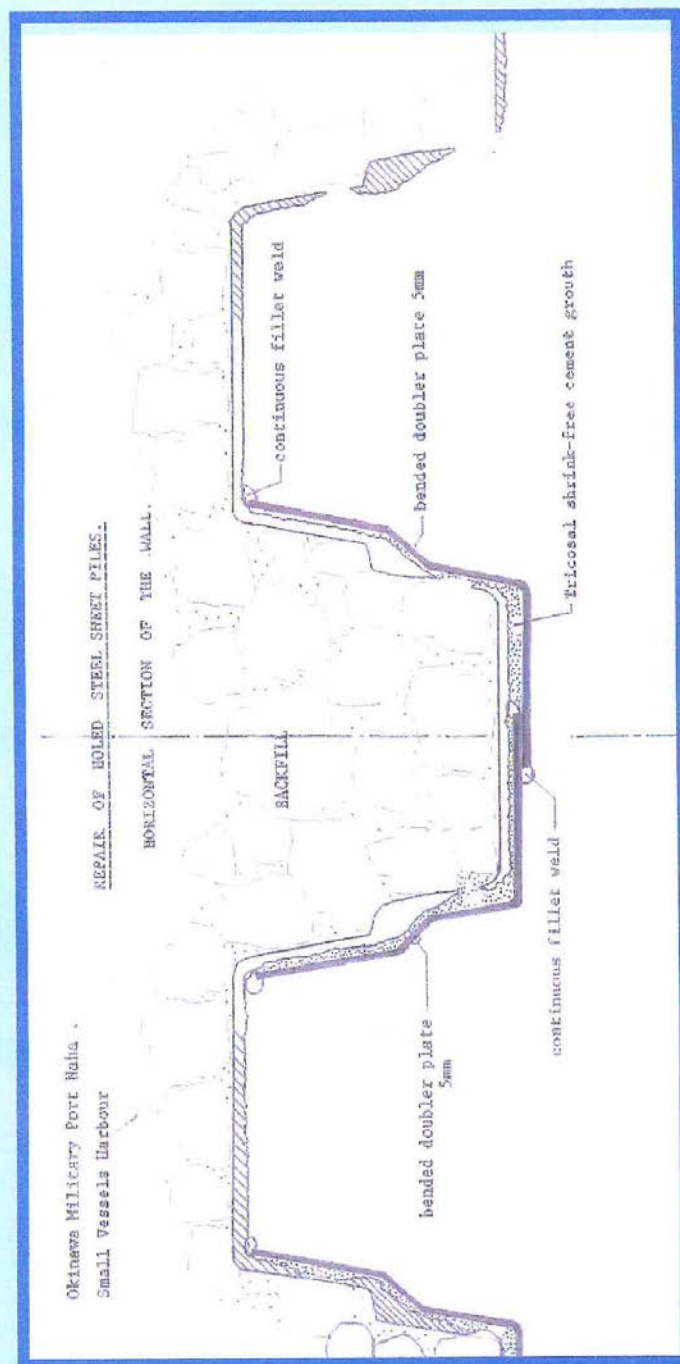 Okinawa Military Port Naha .
Small Vessels Harbour
REPAIR OF HOLED STEEL SHEET PILES.
HORIZONTAL SECTION OF THE WALL.
BACKFILL
continuous fillet weld
bended doubler plate 5mm
bended doubler plate
5mm
continuous fillet weld
Tricosal shrink-free cement grouth